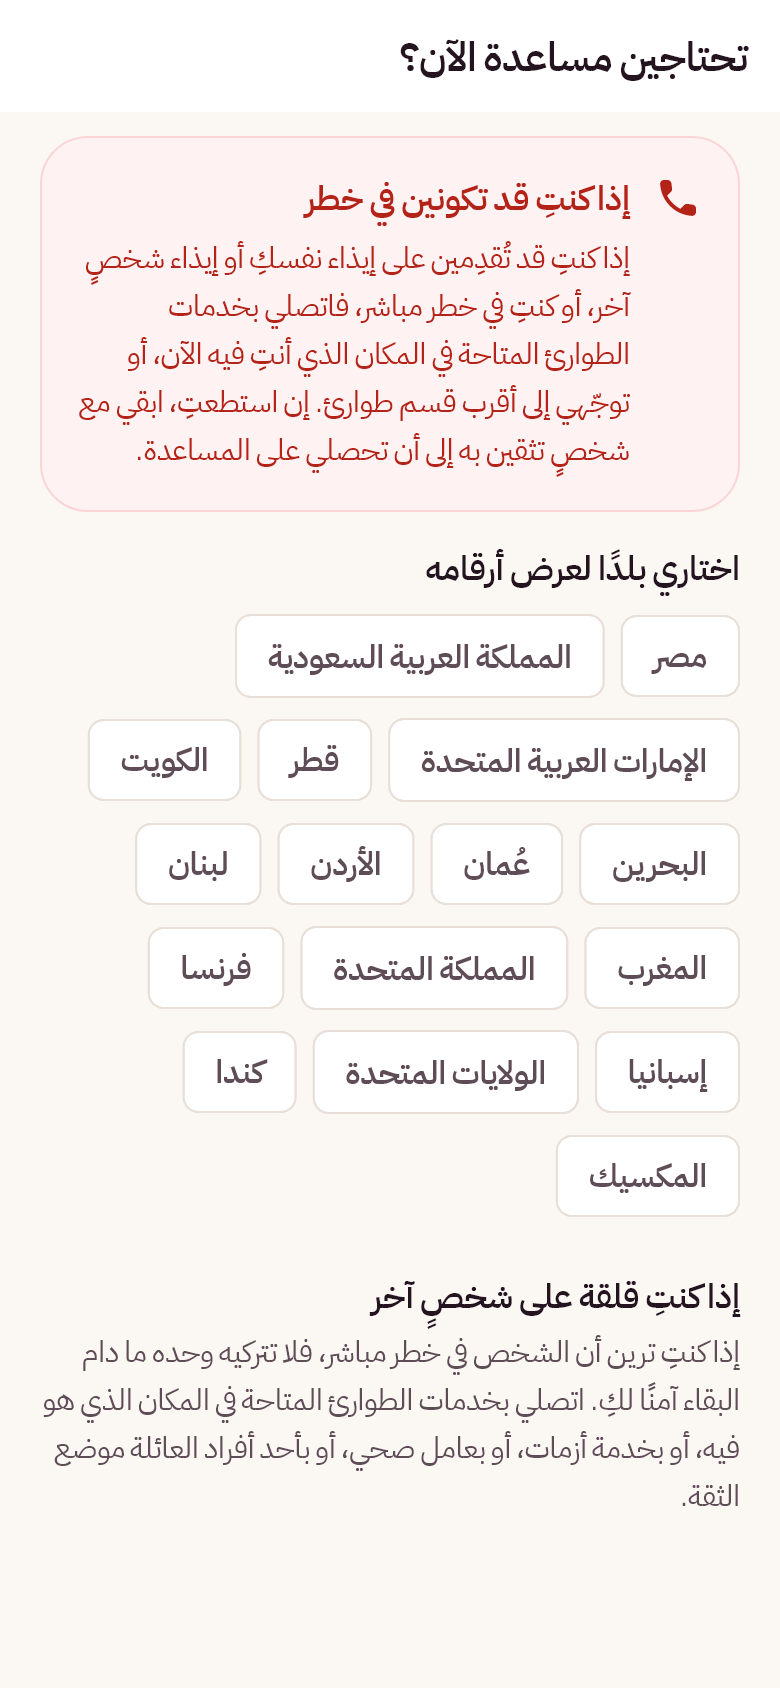 تحتاجين مساعدة الآن؟
إذا كنتِ قد تكونين في خطر
إذا كنتِ قد تُقدِمين على إيذاء نفسكِ أو إيذاء شخصٍ
آخر، أو كنتِ في خطر مباشر، فاتصلي بخدمات
الطوارئ المتاحة في المكان الذي أنتِ فيه الآن، أو
توجّهي إلى أقرب قسم طوارئ. إن استطعتِ، ابقي مع
شخصٍ تثقين به إلى أن تحصلي على المساعدة.
اختاري بلدًا لعرض أرقامه
مصر
المملكة العربية السعودية
الإمارات العربية المتحدة
قطر
الكويت
البحرين
عُمان
الأردن
لبنان
المغرب
المملكة المتحدة
فرنسا
إسبانيا
الولايات المتحدة
كندا
المكسيك
إذا كنتِ قلقة على شخصٍ آخر
إذا كنتِ ترين أن الشخص في خطر مباشر، فلا تتركيه وحده ما دام
البقاء آمنًا لكِ. اتصلي بخدمات الطوارئ المتاحة في المكان الذي هو
فيه، أو بخدمة أزمات، أو بعامل صحي، أو بأحد أفراد العائلة موضع
الثقة.